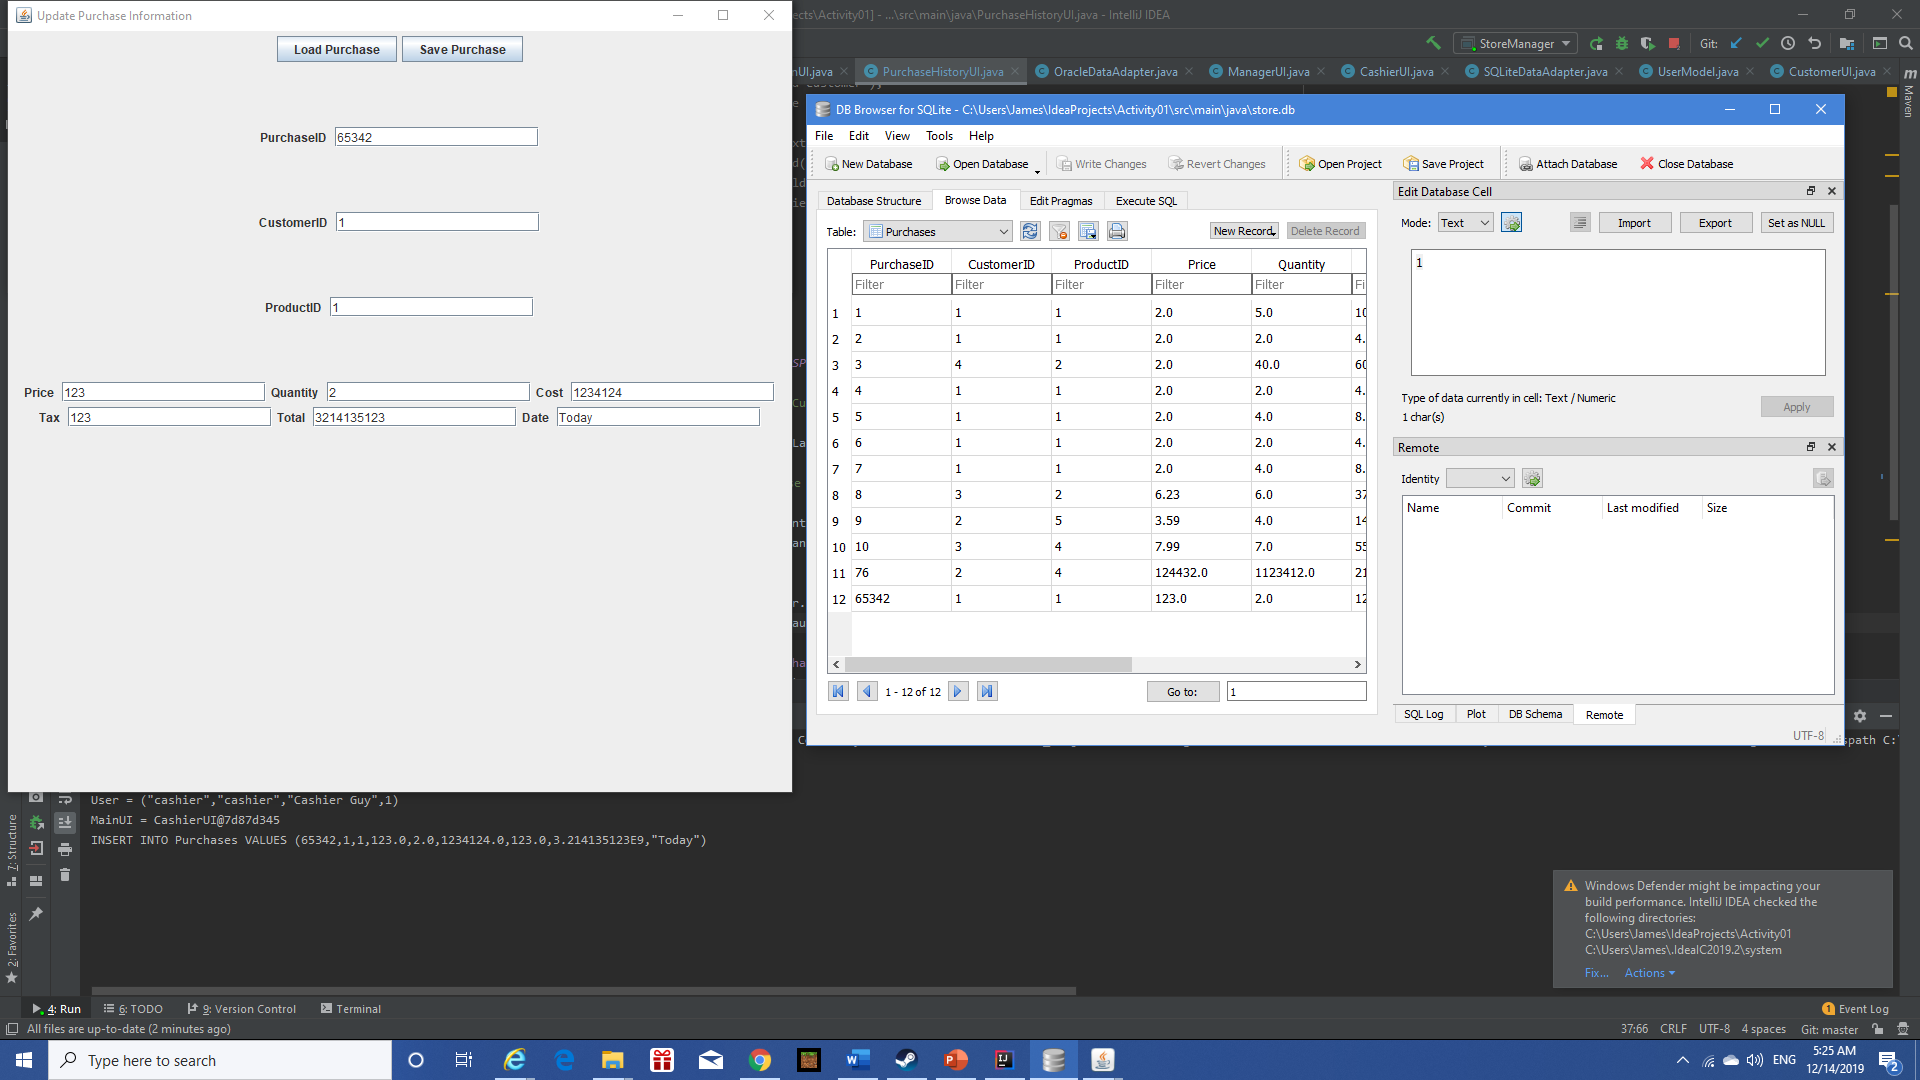 Update Purchase Information
Load Purchase Save Purchase
PurchaseID 65342
CustomerID 1
ProductID 1
Price 123 Quantity 2 Cost 1234124
Tax 123 Total 3214135123 Date Today
cts\Activity01] - ...\src\main\java\PurchaseHistoryUI.java - IntelliJ IDEA
StoreManager Git:
nUI.java PurchaseHistoryUI.java OracleDataAdapter.java ManagerUI.java CashierUI.java SQLiteDataAdapter.java UserModel.java CustomerUI.java
Maven
DB Browser for SQLite - C:\Users\James\IdeaProjects\Activity01\src\main\java\store.db
File Edit View Tools Help
New Database Open Database Write Changes Revert Changes Open Project Save Project Attach Database Close Database
Database Structure Browse Data Edit Pragmas Execute SQL
Table: Purchases New Record Delete Record
PurchaseID CustomerID ProductID Price Quantity
Filter Filter Filter Filter Filter Fi
1 1 1 1 2.0 5.0 10
2 2 1 1 2.0 2.0 4.
3 3 4 2 2.0 40.0 60
4 4 1 1 2.0 2.0 4.
5 5 1 1 2.0 4.0 8.
6 6 1 1 2.0 2.0 4.
7 7 1 1 2.0 4.0 8.
8 8 3 2 6.23 6.0 37
9 9 2 5 3.59 4.0 14
10 10 3 4 7.99 7.0 55
11 76 2 4 124432.0 1123412.0 21
12 65342 1 1 123.0 2.0 12
1 - 12 of 12 Go to: 1
Edit Database Cell
Mode: Text Import Export Set as NULL
1
Type of data currently in cell: Text / Numeric
1 char(s)
Apply
Remote
Identity
Name Commit Last modified Size
SQL Log Plot DB Schema Remote
UTF-8
spath C:\
User = ("cashier","cashier","Cashier Guy",1)
MainUI = CashierUI@7d87d345
INSERT INTO Purchases VALUES (65342,1,1,123.0,2.0,1234124.0,123.0,3.214135123E9,"Today")
7: Structure
2: Favorites
Windows Defender might be impacting your
build performance. IntelliJ IDEA checked the
following directories:
C:\Users\James\IdeaProjects\Activity01
C:\Users\James\.IdeaIC2019.2\system
Fix... Actions
4: Run 6: TODO 9: Version Control Terminal 1 Event Log
All files are up-to-date (2 minutes ago) 37:66 CRLF UTF-8 4 spaces Git: master
Type here to search ENG 5:25 AM
12/14/2019 2